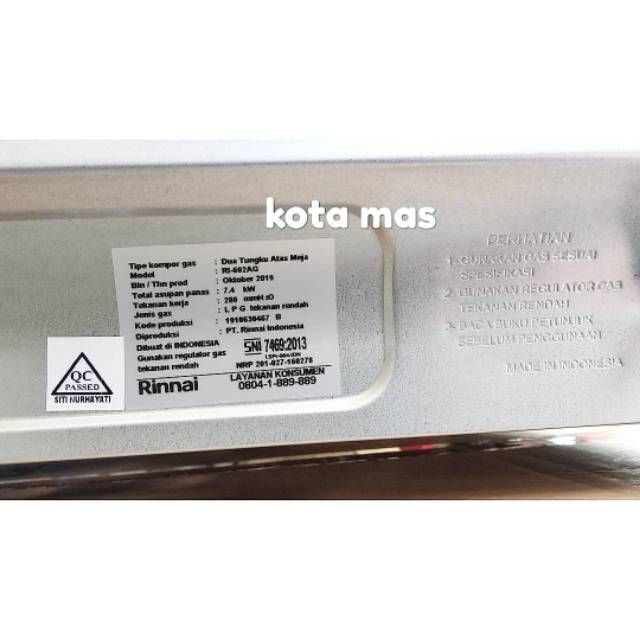 kota mas
Tipe kompor gas : Dua Tungku Atas Meja
Model : RI-602AG
Bln / Thn prod : Oktober 2019
Total asupan panas : 7.4 kW
Tekanan kerja : 280 mmH₂O
Jenis gas : L P G tekanan rendah
Kode produksi : 1910630467 B
Diproduksi : PT. Rinnai Indonesia
Dibuat di INDONESIA
Gunakan regulator gas
tekanan rendah
SNI 7469:2013
NRP 201-027-160278
Rinnai
LAYANAN KONSUMEN
0804-1-889-889
QC
PASSED
SITI NURHAYATI
PERHATIAN
1- GUNAKAN GAS SESUAI
SPESIFIKASI
2- GUNAKAN REGULATOR GAS
TEKANAN RENDAH
3- BACA BUKU PETUNJUK
SEBELUM PENGGUNAAN
MADE IN INDONESIA